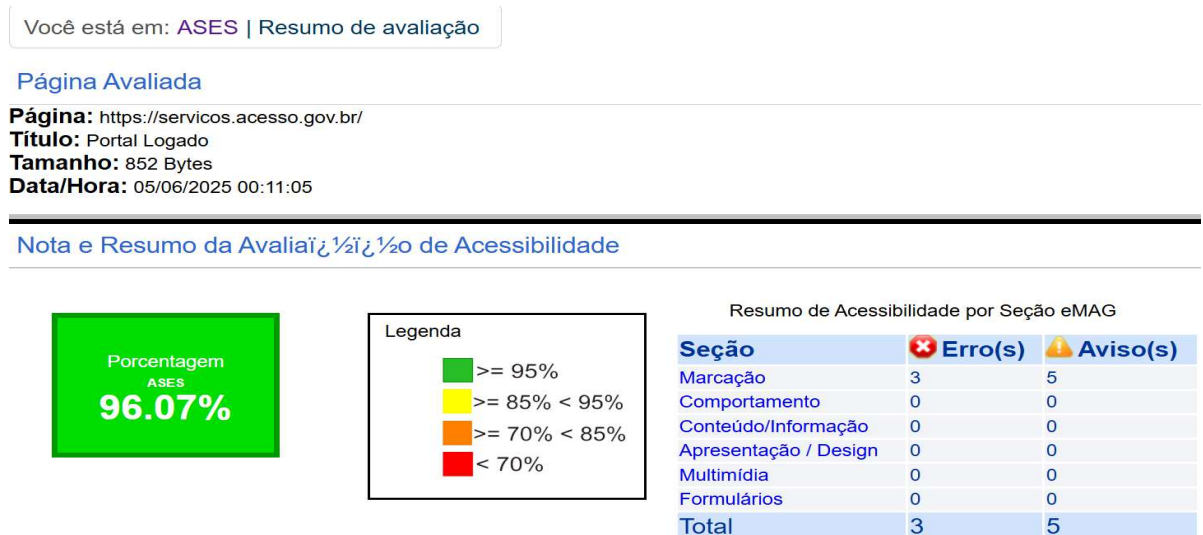 Você está em: ASES | Resumo de avaliação
Página Avaliada
Página: https://servicos.acesso.gov.br/
Título: Portal Logado
Tamanho: 852 Bytes
Data/Hora: 05/06/2025 00:11:05
Nota e Resumo da Avaliaï¿½ï¿½o de Acessibilidade
Porcentagem
ASES
96.07%
Legenda
>= 95%
>= 85% < 95%
>= 70% < 85%
< 70%
Resumo de Acessibilidade por Seção eMAG
Seção Erro(s) Aviso(s)
Marcação 3 5
Comportamento 0 0
Conteúdo/Informação 0 0
Apresentação / Design 0 0
Multimídia 0 0
Formulários 0 0
Total 3 5